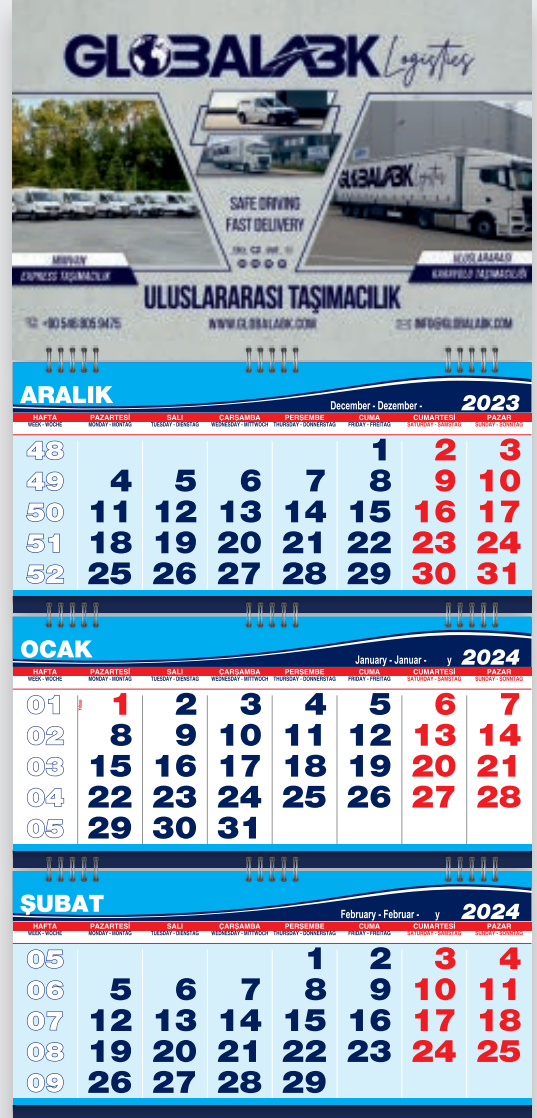 GLOBALABK Logistics
GLOBALABK Logistics
SAFE DRIVING
FAST DELIVERY
MINIVAN
EXPRESS TAŞIMACILIK
ULUSLARARASI
KARAYOLU TAŞIMACILIĞI
ULUSLARARASI TAŞIMACILIK
+90 546 805 9475 WWW.GLOBALABK.COM INFO@GLOBALABK.COM
ARALIK December - Dezember - 2023
HAFTA PAZARTESİ SALI ÇARŞAMBA PERŞEMBE CUMA CUMARTESİ PAZAR
WEEK - WOCHE MONDAY - MONTAG TUESDAY - DIENSTAG WEDNESDAY - MITTWOCH THURSDAY - DONNERSTAG FRIDAY - FREITAG SATURDAY - SAMSTAG SUNDAY - SONNTAG
48 1 2 3
49 4 5 6 7 8 9 10
50 11 12 13 14 15 16 17
51 18 19 20 21 22 23 24
52 25 26 27 28 29 30 31
OCAK January - Januar - y 2024
HAFTA PAZARTESİ SALI ÇARŞAMBA PERŞEMBE CUMA CUMARTESİ PAZAR
WEEK - WOCHE MONDAY - MONTAG TUESDAY - DIENSTAG WEDNESDAY - MITTWOCH THURSDAY - DONNERSTAG FRIDAY - FREITAG SATURDAY - SAMSTAG SUNDAY - SONNTAG
01 1 2 3 4 5 6 7
02 8 9 10 11 12 13 14
03 15 16 17 18 19 20 21
04 22 23 24 25 26 27 28
05 29 30 31
ŞUBAT February - Februar - y 2024
HAFTA PAZARTESİ SALI ÇARŞAMBA PERŞEMBE CUMA CUMARTESİ PAZAR
WEEK - WOCHE MONDAY - MONTAG TUESDAY - DIENSTAG WEDNESDAY - MITTWOCH THURSDAY - DONNERSTAG FRIDAY - FREITAG SATURDAY - SAMSTAG SUNDAY - SONNTAG
05 1 2 3 4
06 5 6 7 8 9 10 11
07 12 13 14 15 16 17 18
08 19 20 21 22 23 24 25
09 26 27 28 29